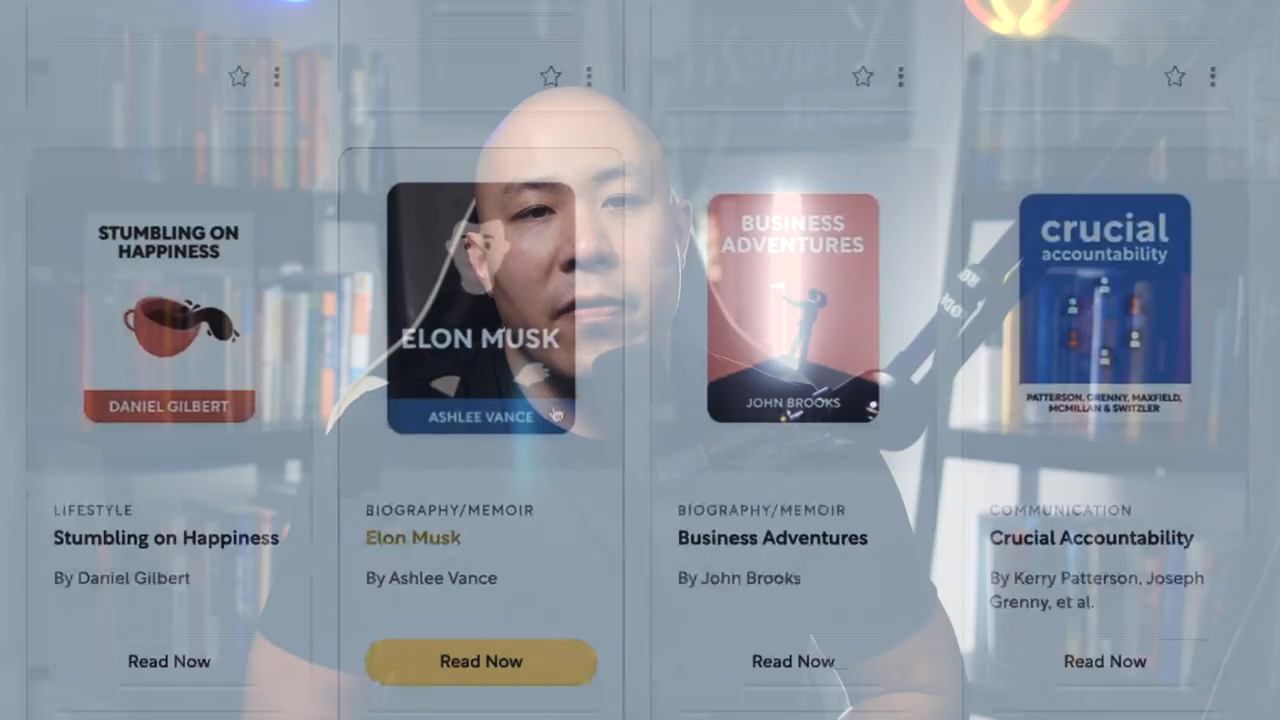 STUMBLING ON
HAPPINESS
DANIEL GILBERT
LIFESTYLE
Stumbling on Happiness
By Daniel Gilbert
Read Now
ELON MUSK
ASHLEE VANCE
BIOGRAPHY/MEMOIR
Elon Musk
By Ashlee Vance
Read Now
BUSINESS
ADVENTURES
JOHN BROOKS
BIOGRAPHY/MEMOIR
Business Adventures
By John Brooks
Read Now
crucial
accountability
PATTERSON, GRENNY, MAXFIELD,
MCMILLAN & SWITZLER
COMMUNICATION
Crucial Accountability
By Kerry Patterson, Joseph
Grenny, et al.
Read Now